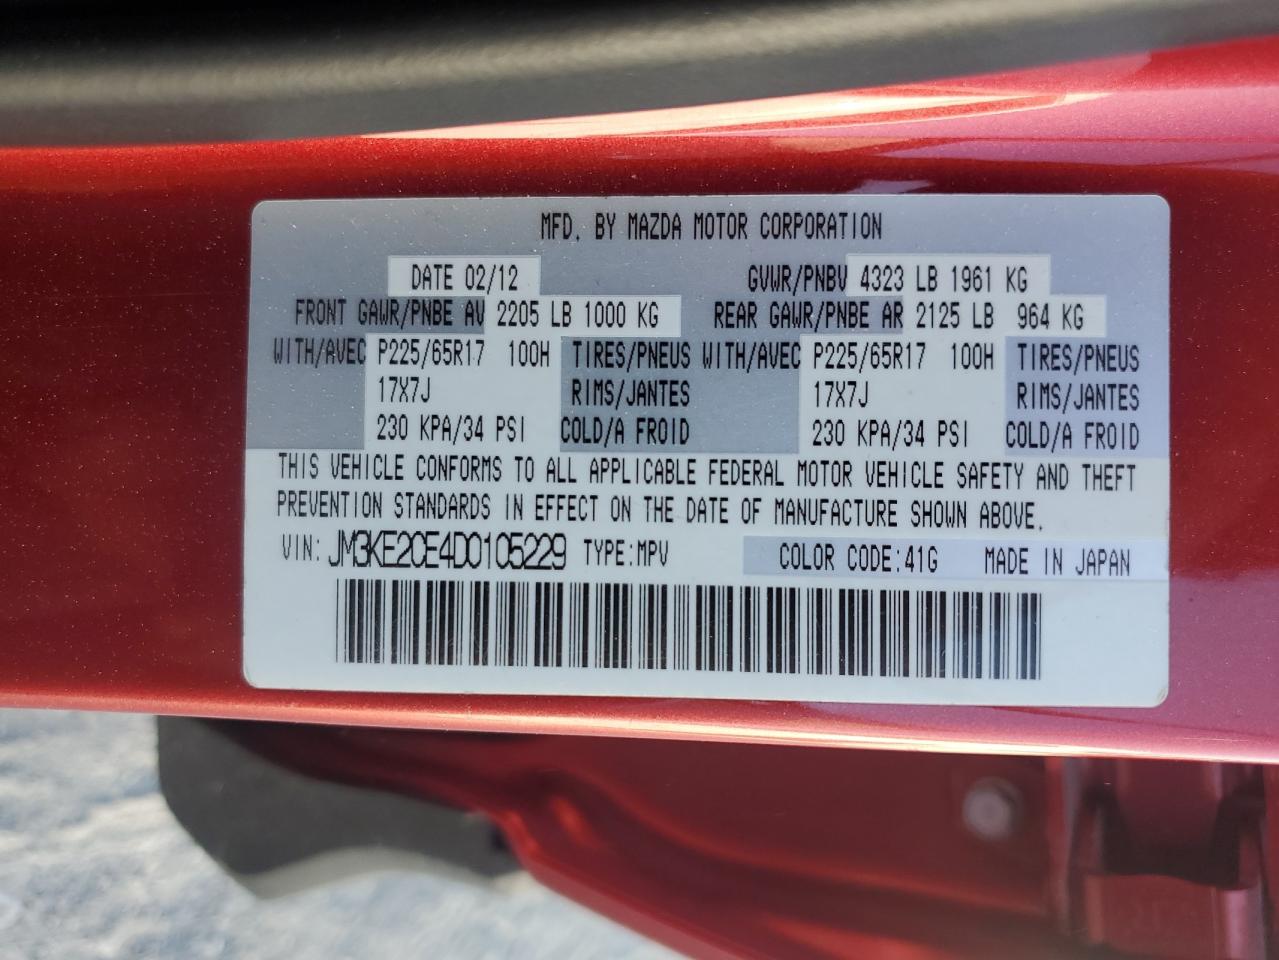 MFD. BY MAZDA MOTOR CORPORATION
DATE 02/12 GVWR/PNBV 4323 LB 1961 KG
FRONT GAWR/PNBE AV 2205 LB 1000 KG REAR GAWR/PNBE AR 2125 LB 964 KG
WITH/AVEC P225/65R17 100H TIRES/PNEUS WITH/AVEC P225/65R17 100H TIRES/PNEUS
17X7J RIMS/JANTES 17X7J RIMS/JANTES
230 KPA/34 PSI COLD/A FROID 230 KPA/34 PSI COLD/A FROID
THIS VEHICLE CONFORMS TO ALL APPLICABLE FEDERAL MOTOR VEHICLE SAFETY AND THEFT
PREVENTION STANDARDS IN EFFECT ON THE DATE OF MANUFACTURE SHOWN ABOVE.
VIN: JM3KE2CE4D0105229 TYPE:MPV COLOR CODE:41G MADE IN JAPAN